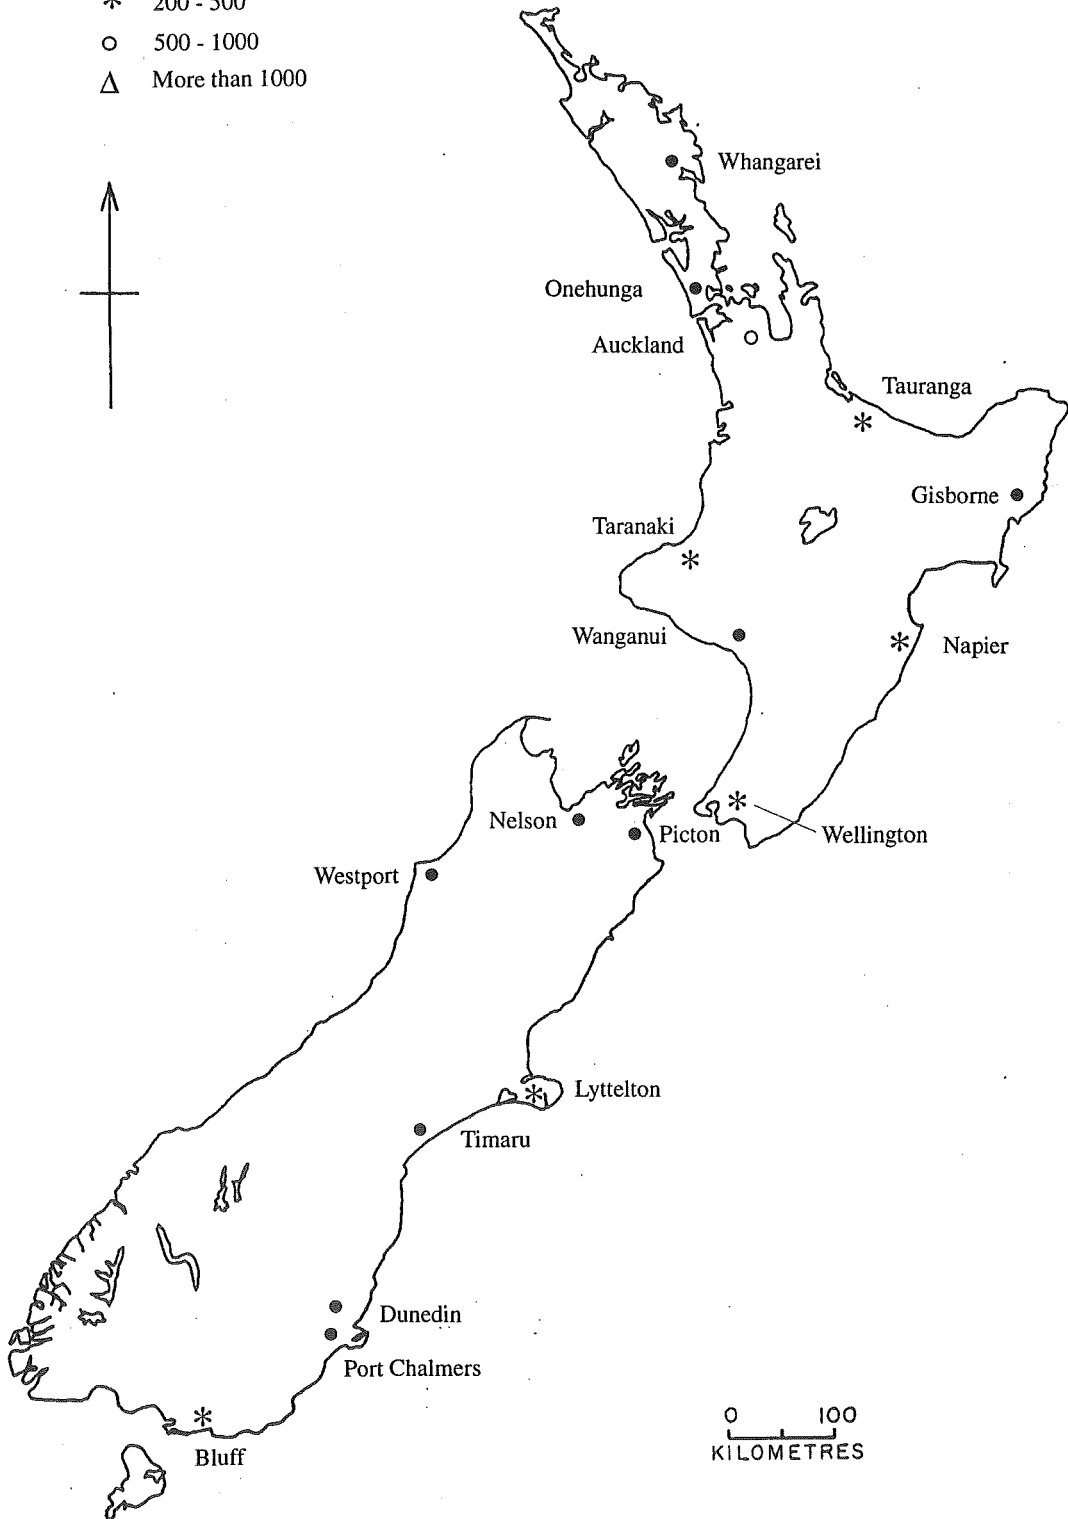 200 - 500
500 - 1000
More than 1000
Whangarei
Onehunga
Auckland
Tauranga
Gisborne
Taranaki
Wanganui
Napier
Nelson
Picton
Wellington
Westport
Lyttelton
Timaru
Dunedin
Port Chalmers
Bluff
0 100
KILOMETRES